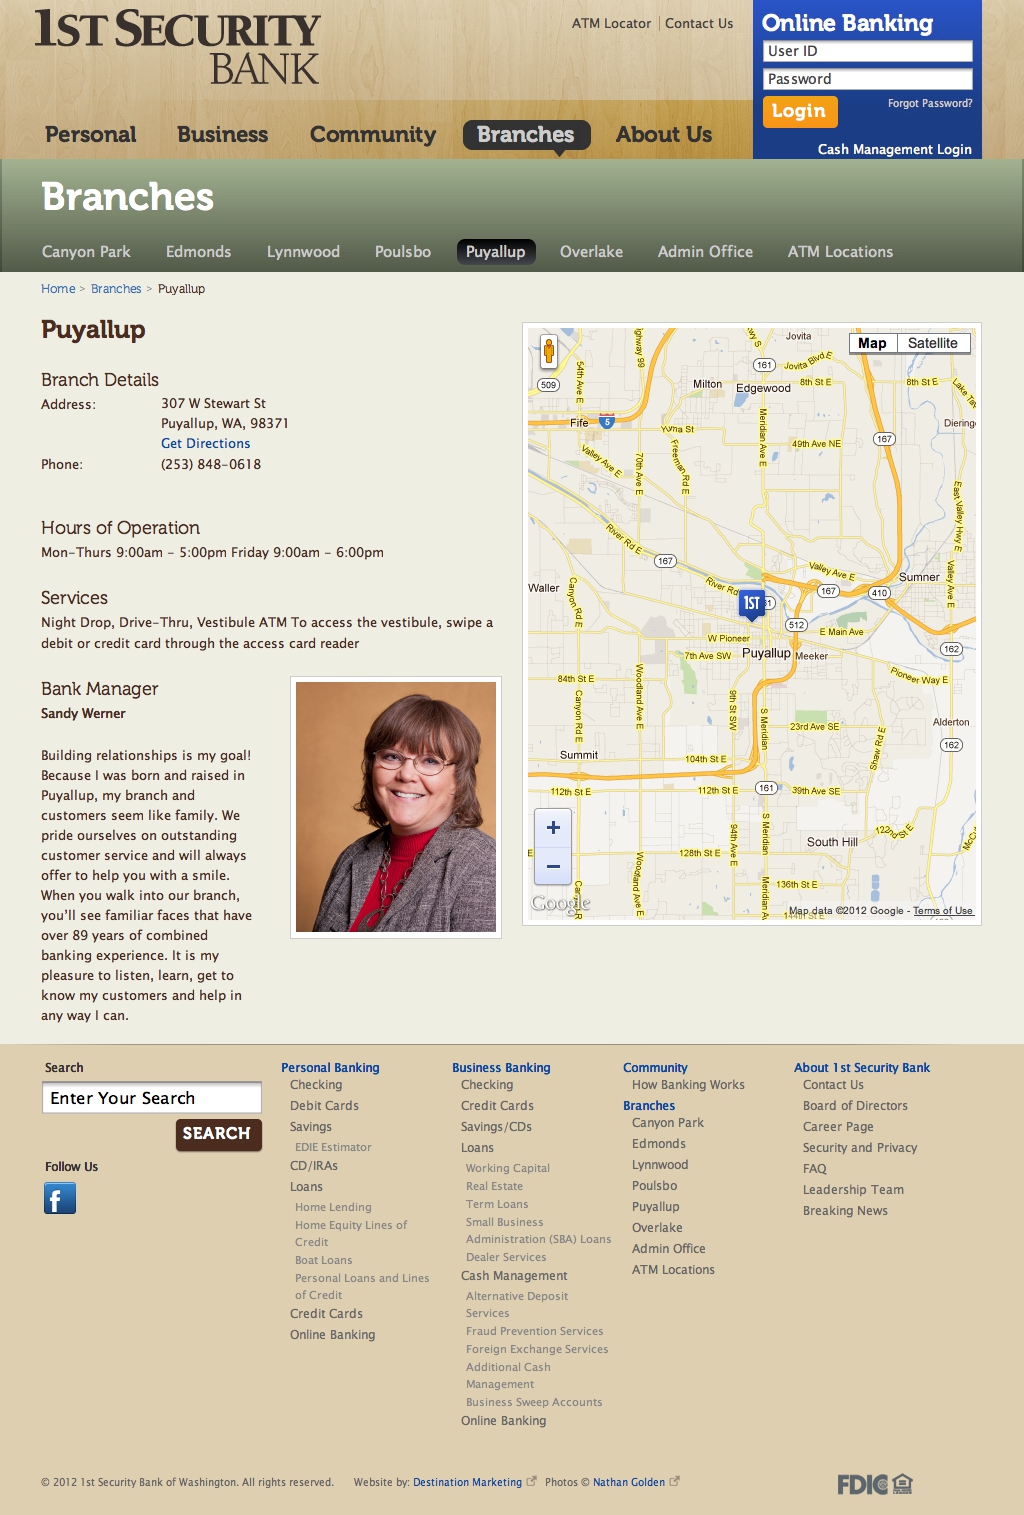 1ST SECURITY
BANK
ATM Locator
Contact Us
Online Banking
User ID
Password
Login
Forgot Password?
Cash Management Login
Personal
Business
Community
Branches
About Us
Branches
Canyon Park
Edmonds
Lynnwood
Poulsbo
Puyallup
Overlake
Admin Office
ATM Locations
Home > Branches > Puyallup
Puyallup
Branch Details
Address: 307 W Stewart St
Puyallup, WA, 98371
Get Directions
Phone: (253) 848-0618
Hours of Operation
Mon-Thurs 9:00am - 5:00pm Friday 9:00am - 6:00pm
Services
Night Drop, Drive-Thru, Vestibule ATM To access the vestibule, swipe a
debit or credit card through the access card reader
Bank Manager
Sandy Werner
Building relationships is my goal!
Because I was born and raised in
Puyallup, my branch and
customers seem like family. We
pride ourselves on outstanding
customer service and will always
offer to help you with a smile.
When you walk into our branch,
you'll see familiar faces that have
over 89 years of combined
banking experience. It is my
pleasure to listen, learn, get to
know my customers and help in
any way I can.
Jovita
Map
Satellite
161
Jovita Blvd E
509
54th Ave E
Milton
Edgewood
8th St E
8th St E
Fife
5
Yuma St
Meridian Ave E
49th Ave NE
167
Valley Ave E
70th Ave E
Freeman Rd E
East Valley Hwy E
River Rd E
167
Valley Ave E
Sumner
Waller
Canyon Rd E
River Rd
1ST
167
410
Valley Ave E
512
E Main Ave
W Pioneer
Puyallup
Meeker
7th Ave SW
162
84th St E
Woodland Ave E
Pioneer Way E
Canyon Rd E
9th St SW
S Meridian
23rd Ave SE
Shaw Rd E
Alderton
162
Summit
104th St E
112th St E
112th St E
161
39th Ave SE
+
−
94th Ave E
S Meridian
122nd St E
South Hill
128th St E
Woodland Ave E
136th St E
Google
Map data ©2012 Google - Terms of Use
Search
Enter Your Search
SEARCH
Follow Us
f
Personal Banking
Checking
Debit Cards
Savings
EDIE Estimator
CD/IRAs
Loans
Home Lending
Home Equity Lines of
Credit
Boat Loans
Personal Loans and Lines
of Credit
Credit Cards
Online Banking
Business Banking
Checking
Credit Cards
Savings/CDs
Loans
Working Capital
Real Estate
Term Loans
Small Business
Administration (SBA) Loans
Dealer Services
Cash Management
Alternative Deposit
Services
Fraud Prevention Services
Foreign Exchange Services
Additional Cash
Management
Business Sweep Accounts
Online Banking
Community
How Banking Works
Branches
Canyon Park
Edmonds
Lynnwood
Poulsbo
Puyallup
Overlake
Admin Office
ATM Locations
About 1st Security Bank
Contact Us
Board of Directors
Career Page
Security and Privacy
FAQ
Leadership Team
Breaking News
© 2012 1st Security Bank of Washington. All rights reserved.
Website by: Destination Marketing
Photos © Nathan Golden
FDIC